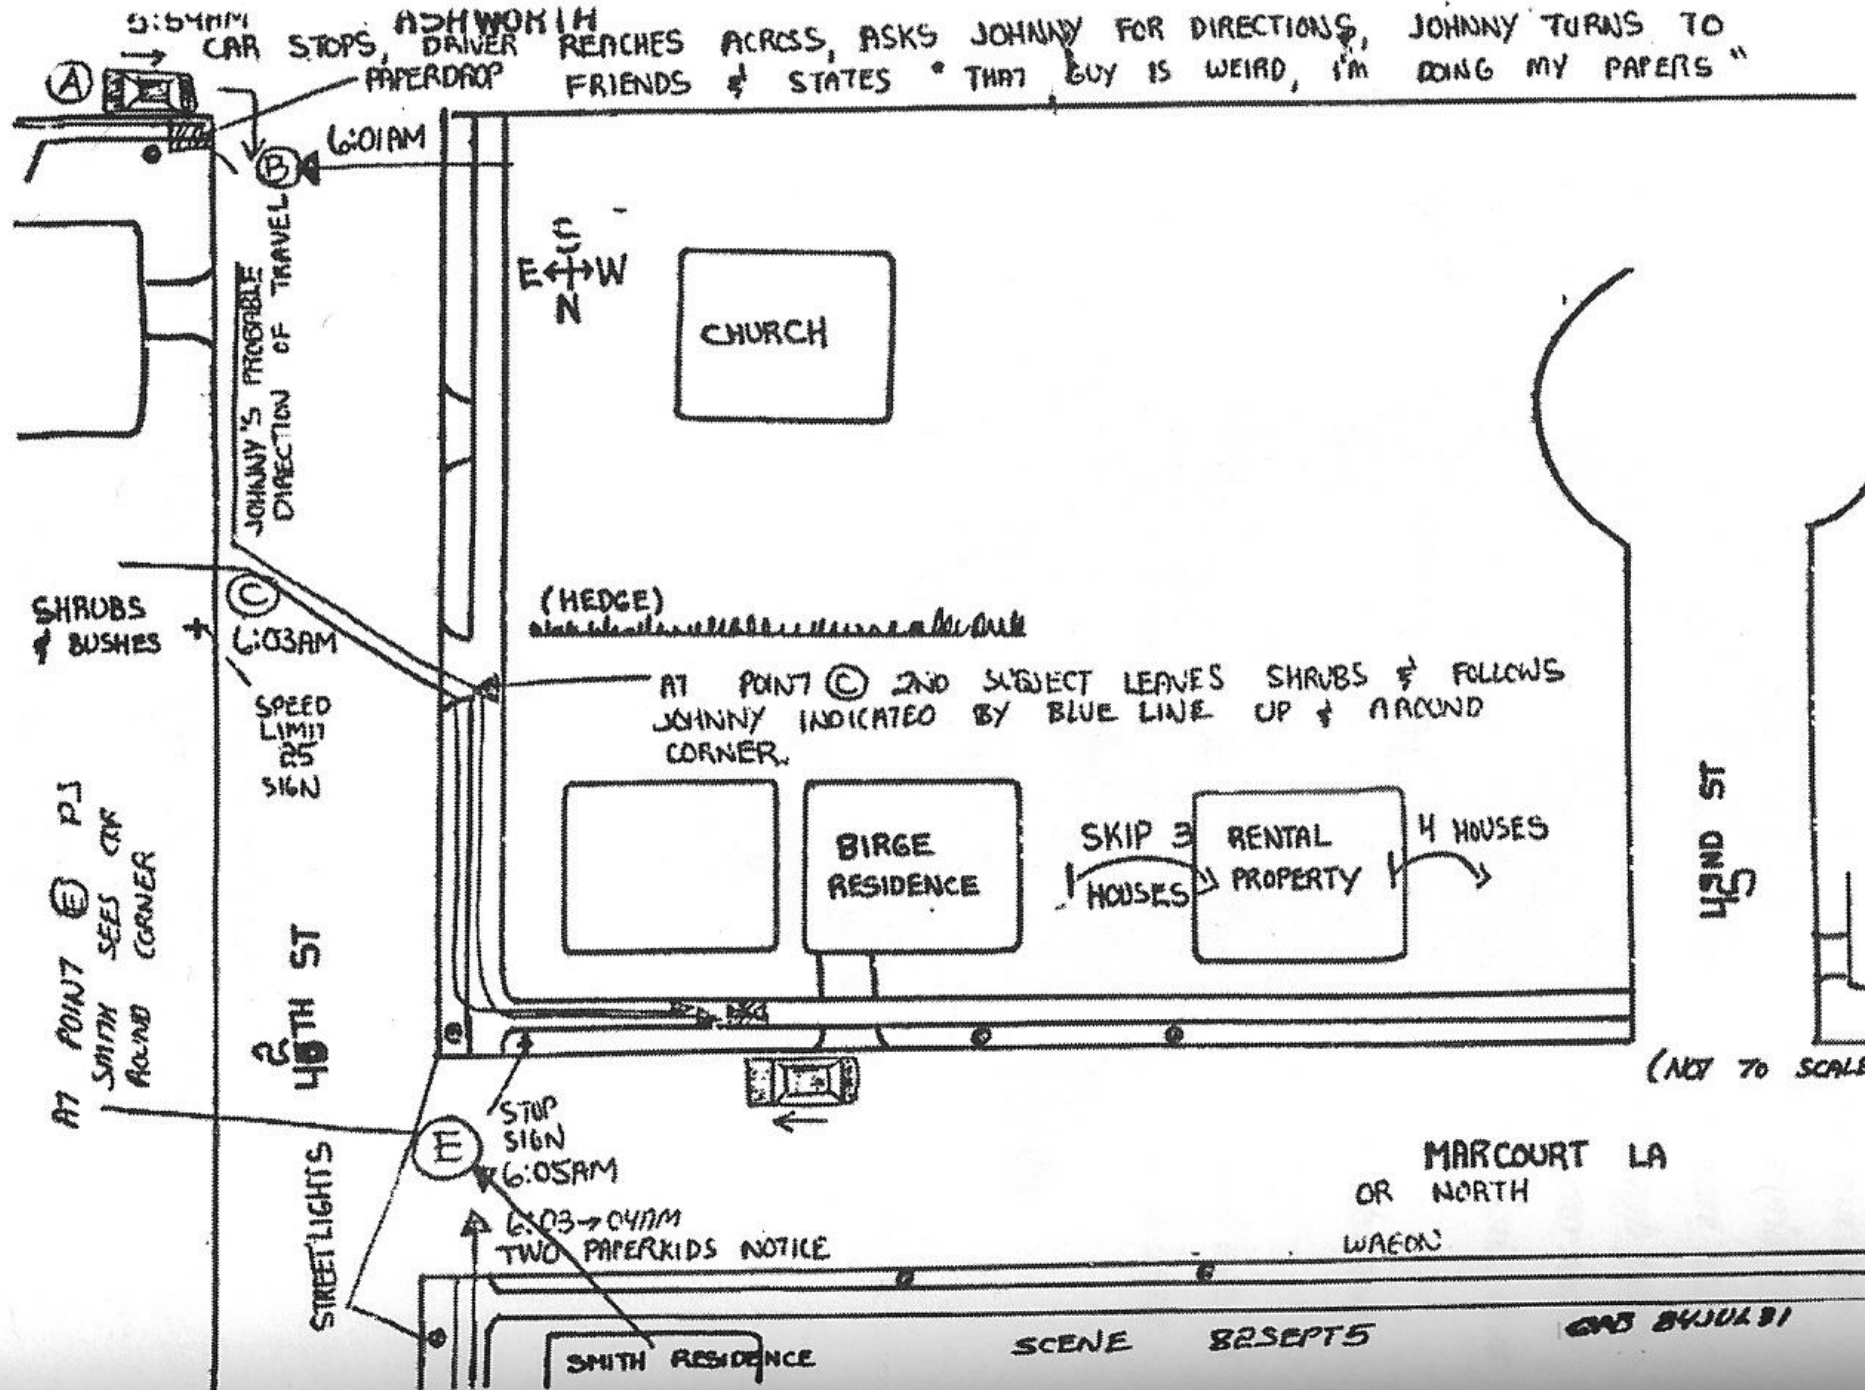 5:54AM ASHWORTH
CAR STOPS, DRIVER REACHES ACROSS, ASKS JOHNNY FOR DIRECTIONS, JOHNNY TURNS TO
FRIENDS & STATES "THAT GUY IS WEIRD, I'M DOING MY PAPERS"
PAPERDROP
A
B
6:01AM
JOHNNY'S PROBABLE
DIRECTION OF TRAVEL
E W
N
CHURCH
(HEDGE)
SHRUBS
& BUSHES
C
6:03AM
SPEED
LIMIT
25
SIGN
AT POINT C 2ND SUBJECT LEAVES SHRUBS & FOLLOWS
JOHNNY INDICATED BY BLUE LINE UP & AROUND
CORNER.
BIRGE
RESIDENCE
SKIP 3
HOUSES
RENTAL
PROPERTY
4 HOUSES
ST
AT POINT E PJ
SMITH SEES CAR
ROUND CORNER
ST
STREETLIGHTS
E
STOP
SIGN
6:05AM
6:03→04AM
TWO PAPERKIDS NOTICE
(NOT TO SCALE
MARCOURT LA
OR NORTH
SMITH RESIDENCE
SCENE 82SEPT5
84JUL31